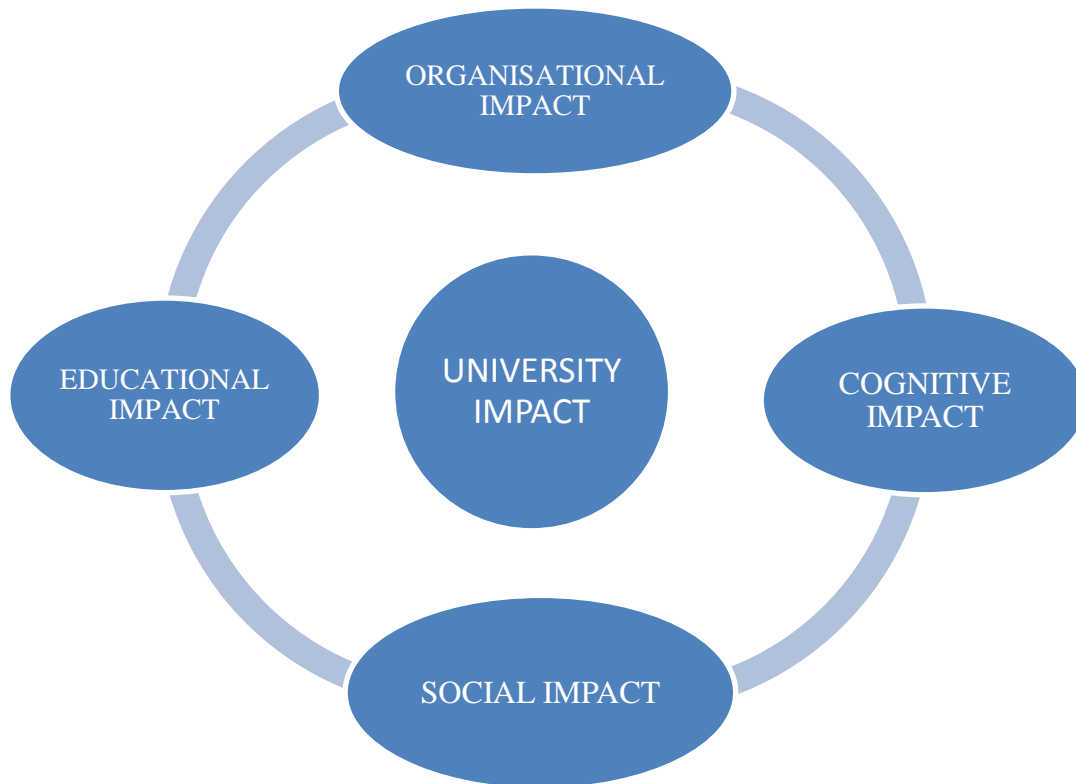 ORGANISATIONAL
IMPACT
EDUCATIONAL
IMPACT
UNIVERSITY
IMPACT
COGNITIVE
IMPACT
SOCIAL IMPACT